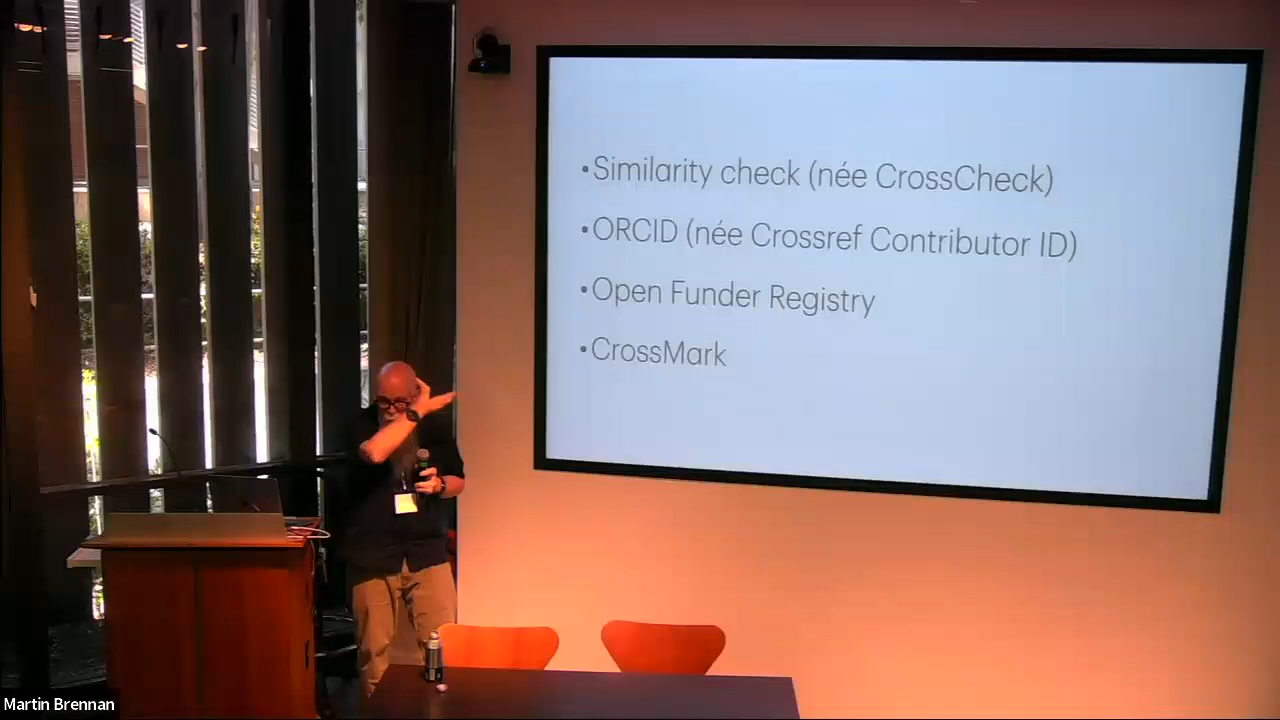 •Similarity check (née CrossCheck)
•ORCID (née Crossref Contributor ID)
•Open Funder Registry
•CrossMark
Martin Brennan